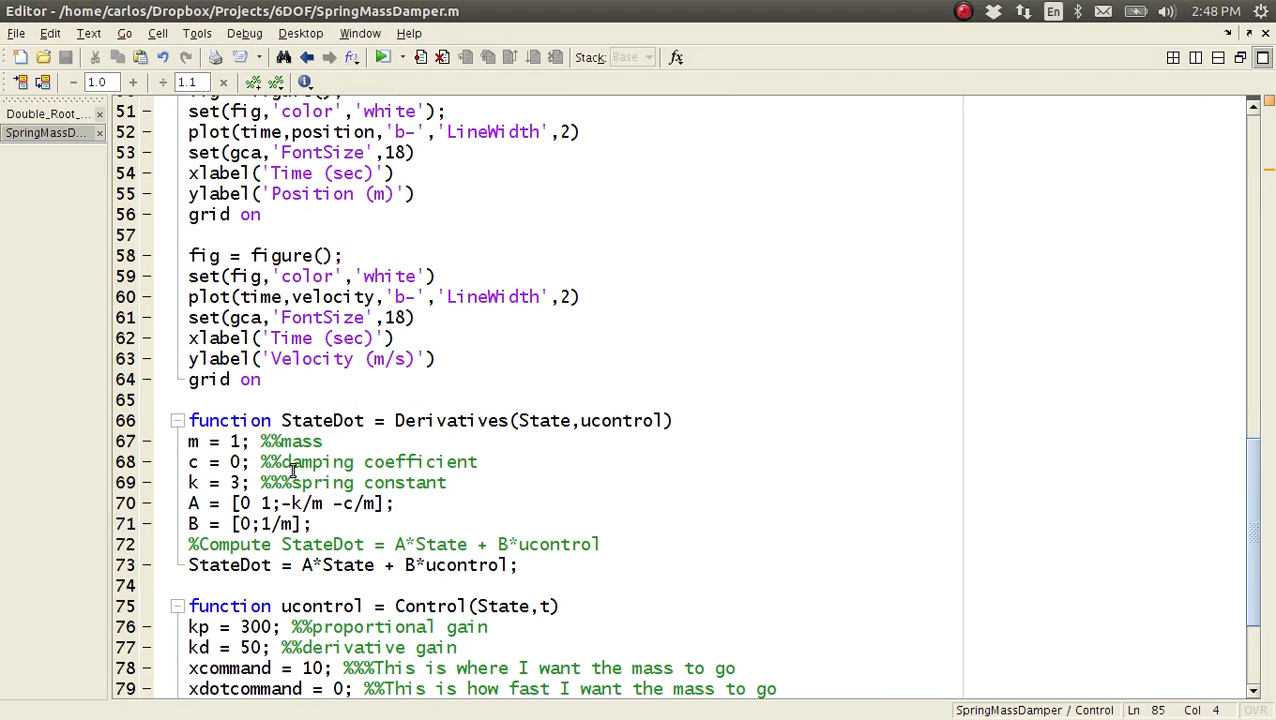 Editor - /home/carlos/Dropbox/Projects/6DOF/SpringMassDamper.m
En
2:48 PM
File Edit Text Go Cell Tools Debug Desktop Window Help
Stack: Base
fx
− 1.0 + ÷ 1.1 ×
Double_Root_...
SpringMassD...
51 set(fig,'color','white');
52 plot(time,position,'b-','LineWidth',2)
53 set(gca,'FontSize',18)
54 xlabel('Time (sec)')
55 ylabel('Position (m)')
56 grid on
57
58 fig = figure();
59 set(fig,'color','white')
60 plot(time,velocity,'b-','LineWidth',2)
61 set(gca,'FontSize',18)
62 xlabel('Time (sec)')
63 ylabel('Velocity (m/s)')
64 grid on
65
66 function StateDot = Derivatives(State,ucontrol)
67 m = 1; %%mass
68 c = 0; %%damping coefficient
69 k = 3; %%%spring constant
70 A = [0 1;-k/m -c/m];
71 B = [0;1/m];
72 %Compute StateDot = A*State + B*ucontrol
73 StateDot = A*State + B*ucontrol;
74
75 function ucontrol = Control(State,t)
76 kp = 300; %%proportional gain
77 kd = 50; %%derivative gain
78 xcommand = 10; %%%This is where I want the mass to go
79 xdotcommand = 0; %%This is how fast I want the mass to go
SpringMassDamper / Control Ln 85 Col 4 OVR